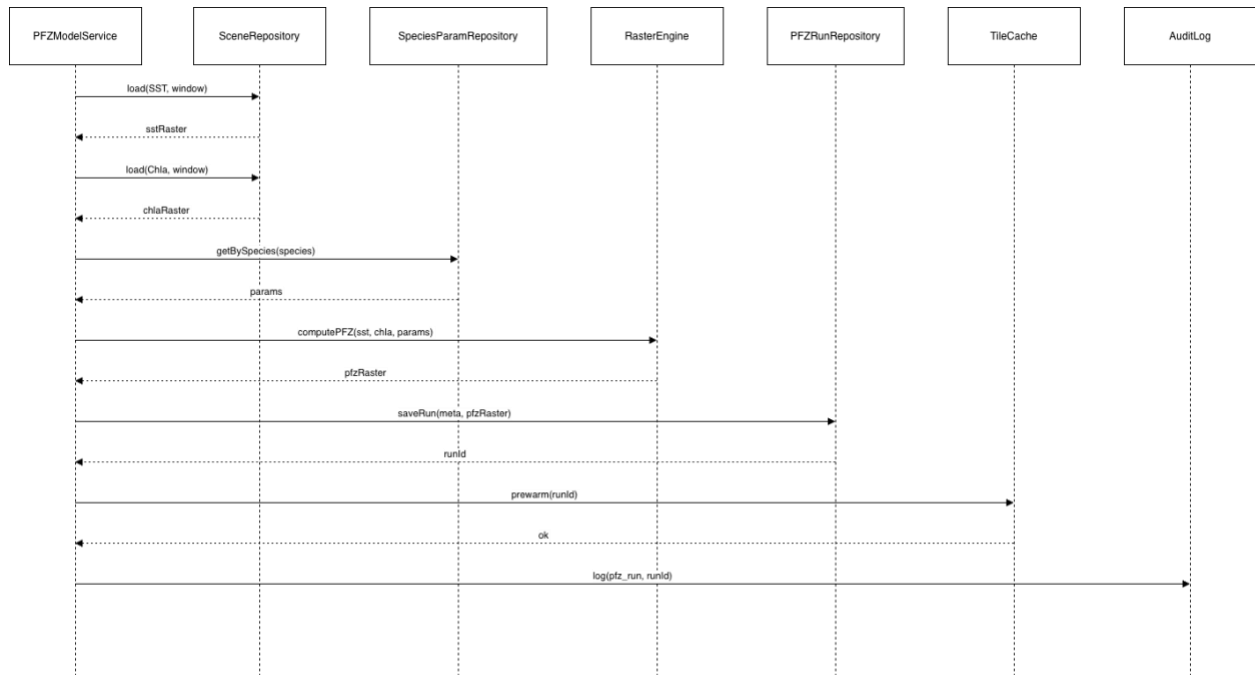 PFZModelService
SceneRepository
SpeciesParamRepository
RasterEngine
PFZRunRepository
TileCache
AuditLog
load(SST, window)
sstRaster
load(Chla, window)
chlaRaster
getBySpecies(species)
params
computePFZ(sst, chla, params)
pfzRaster
saveRun(meta, pfzRaster)
runId
prewarm(runId)
ok
log(pfz_run, runId)